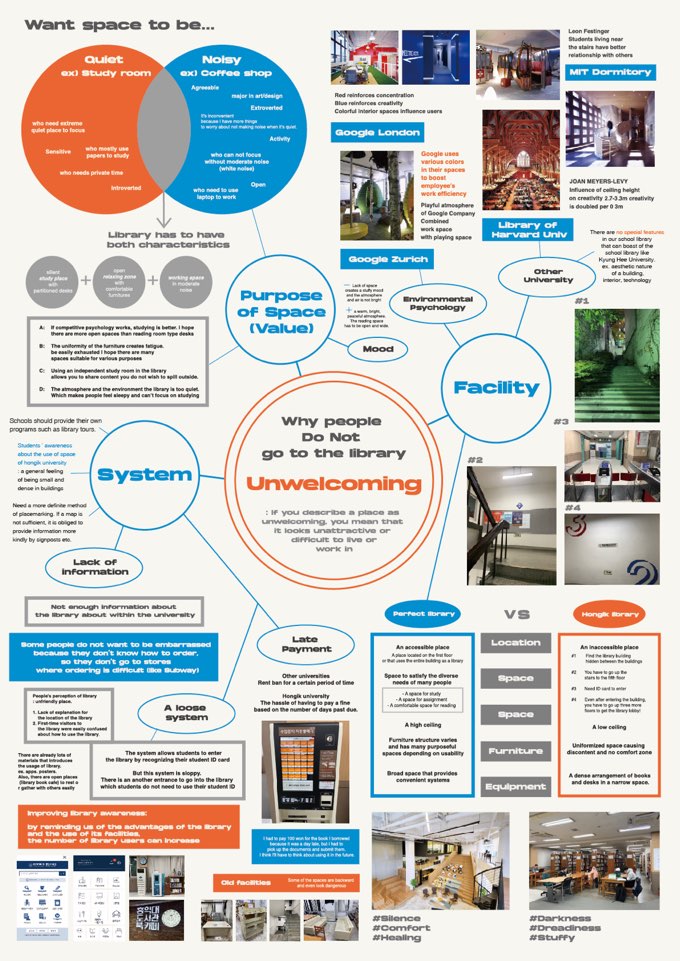 Want space to be...
Quiet
ex) Study room
who need extreme
quiet place to focus
Sensitive
who mostly use
papers to study
who needs private time
Introverted
Noisy
ex) Coffee shop
Agreeable
major in art/design
Extroverted
it's inconvenient
because I have more things
to worry about not making noise when it's quiet.
Activity
who can not focus
without moderate noise
(white noise)
Open
who need to use
laptop to work
Library has to have
both characteristics
silent
study place
with partitioned desks
+
open
relaxing zone
with comfortable
furnitures
+
working space
in moderate
noise
A: If competitive psychology works, studying is better. I hope
there are more open spaces than reading room type desks
B: The uniformity of the furniture creates fatigue.
be easily exhausted I hope there are many
spaces suitable for various purposes
C: Using an independent study room in the library
allows you to share content you do not wish to spill outside.
D: The atmosphere and the environment the library is too quiet.
Which makes people feel sleepy and can't focus on studying
Purpose
of Space
(Value)
Red reinforces concentration
Blue reinforces creativity
Colorful interior spaces influence users
Google London
Google uses
various colors
in their spaces
to boost
employee's
work efficiency
Playful atmosphere
of Google Company
Combined
work space
with playing space
Google Zurich
Leon Festinger
Students living near
the stairs have better
relationship with others
MIT Dormitory
JOAN MEYERS-LEVY
Influence of ceiling height
on creativity 2.7-3.3m creativity
is doubled per 0 3m
Library of
Harvard Univ
There are no special features
in our school library
that can boast of the
school library like
Kyung Hee University.
ex. aesthetic nature
of a building,
interior, technology
Other
University
Environmental
Psychology
— Lack of space
creates a stuffy mood
and the atmosphere
and air is not bright
+ a warm, bright,
peaceful atmosphere.
The reading space
has to be open and wide.
Mood
Facility
#1
#3
#2
#4
Why people
Do Not
go to the library
Unwelcoming
: If you describe a place as
unwelcoming, you mean that
it looks unattractive or
difficult to live or
work in
Schools should provide their own
programs such as library tours.
Students' awareness
about the use of space
of hongik university
: a general feeling
of being small and
dence in buildings
Need a more definite method
of placemarking. If a map is
not sufficient, it is obliged to
provide information more
kindly by signposts etc.
System
Lack of
information
Not enough information about
the library about within the university
Some people do not want to be embarrassed
because they don't know how to order,
so they don't go to stores
where ordering is difficult (like Subway)
People's perception of library
: unfriendly place.
1. Lack of explanation for
the location of the library
2. First-time visitors to
the library were easily confused
about how to use the library.
A loose
system
There are already lots of
materials that introduce
the usage of library.
ex. apps. posters.
Also, there are open places
(library book cafe) to rest o
r gather with others easily
The system allows students to enter
the library by recognizing their student ID card
But this system is sloppy.
There is an another entrance to go into the library
which students do not need to use their student ID
Late
Payment
Other universities
Rent ban for a certain period of time
Hongik university
The hassle of having to pay a fine
based on the number of days past due.
I had to pay 100 won for the book I borrowed
because it was a day late, but I had to
pick up the documents and submit them.
I think I'll have to think about using it in the future.
Improving library awareness:
by reminding us of the advantages of the library
and the use of its facilities,
the number of library users can increase
Old facilities
Some of the spaces are backward
and even look dangerous
Perfect library
VS
Hongik library
An accessible place
A place located on the first floor
or that uses the entire building as a library
Space to satisfy the diverse
needs of many people
- A space for study
- A space for assignment
- A comfortable space for reading
A high ceiling
Furniture structure varies
and has many purposeful
spaces depending on usability
Broad space that provides
convenient systems
Location
Space
Space
Furniture
Equipment
An inaccessible place
#1 Find the library building
hidden between the buildings
#2 You have to go up the
stairs to the fifth floor
#3 Need ID card to enter
#4 Even after entering the building,
you have to go up three more
floors to get the library lobby!
A low ceiling
Uniformized space causing
discontent and no comfort zone
A dense arrangement of books
and desks in a narrow space.
#Silence
#Comfort
#Healing
#Darkness
#Dreadiness
#Stuffy